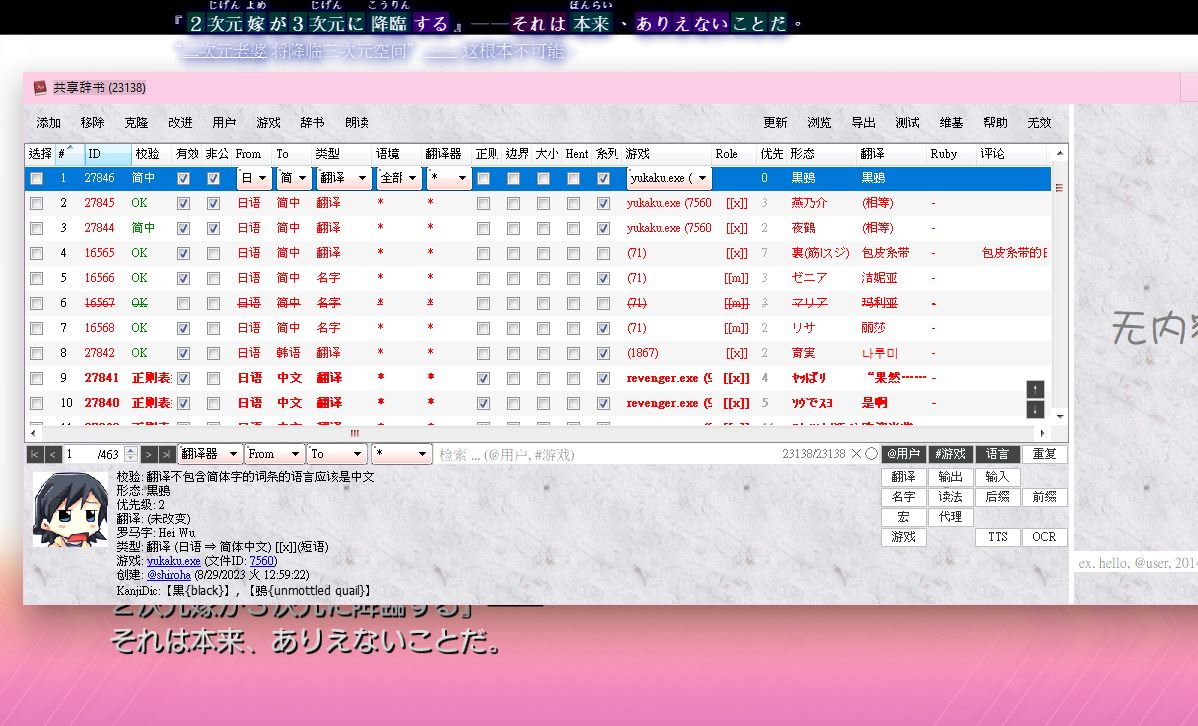 じげん よめ じげん こうりん ほんらい
『２次元嫁が３次元に降臨する』──それは本来、ありえないことだ。
“二次元老婆 将降临三次元空间” —— 这根本不可能
共享辞书 (23138)
添加 移除 克隆 改进 用户 游戏 辞书 朗读 更新 浏览 导出 测试 维基 帮助 无效
选择 # ID 校验 有效 非公 From To 类型 语境 翻译器 正则 边界 大小 Hent 系列 游戏 Role 优先 形态 翻译 Ruby 评论
1 27846 简中 日 简 翻译 全部 * yukaku.exe ( 0 黒鴉 黑鸦
2 27845 OK 日语 简中 翻译 * * yukaku.exe (7560 [[x]] 3 燕乃介 (相等) -
3 27844 简中 日语 简中 翻译 * * yukaku.exe (7560 [[x]] 2 夜鶴 (相等) -
4 16565 OK 日语 简中 翻译 * * (71) [[x]] 7 裏(筋|スジ) 包皮系带 - 包皮系带的
5 16566 OK 日语 简中 名字 * * (71) [[m]] 3 ゼニア 洁妮亚 -
6 16567 OK 日语 简中 名字 * * (71) [[m]] 3 マリア 玛利亚 -
7 16568 OK 日语 简中 名字 * * (71) [[m]] 2 リサ 丽莎 -
8 27842 OK 日语 韩语 翻译 * * (1867) [[x]] 2 育実 나루미 -
9 27841 正则表: 日语 中文 翻译 * * revenger.exe (9 [[x]] 4 ヤッぱり “果然…… -
10 27840 正则表: 日语 中文 翻译 * * revenger.exe (9 [[x]] 5 ソウでスヨ 是啊 -
1 /463 翻译器 From To * 检索 ... (@用户, #游戏) 23138/23138 @用户 #游戏 语言 重复
翻译 输出 输入
名字 读法 后缀 前缀
宏 代理
游戏 TTS OCR
校验: 翻译不包含简体字的词条的语言应该是中文
形态: 黒鴉
优先级: 2
翻译: (未改变)
罗马字: Hei Wu
类型: 翻译 (日语 ⇒ 简体中文) [[x]](短语)
游戏: yukaku.exe (文件ID: 7560)
创建: @shiroha (8/29/2023 火 12:59:22)
KanjiDic: 【黒{black}】, 【鴉{unmottled quail}】
无内容
ex. hello, @user, 2014
２次元嫁が３次元に降臨する』──
それは本来、ありえないことだ。